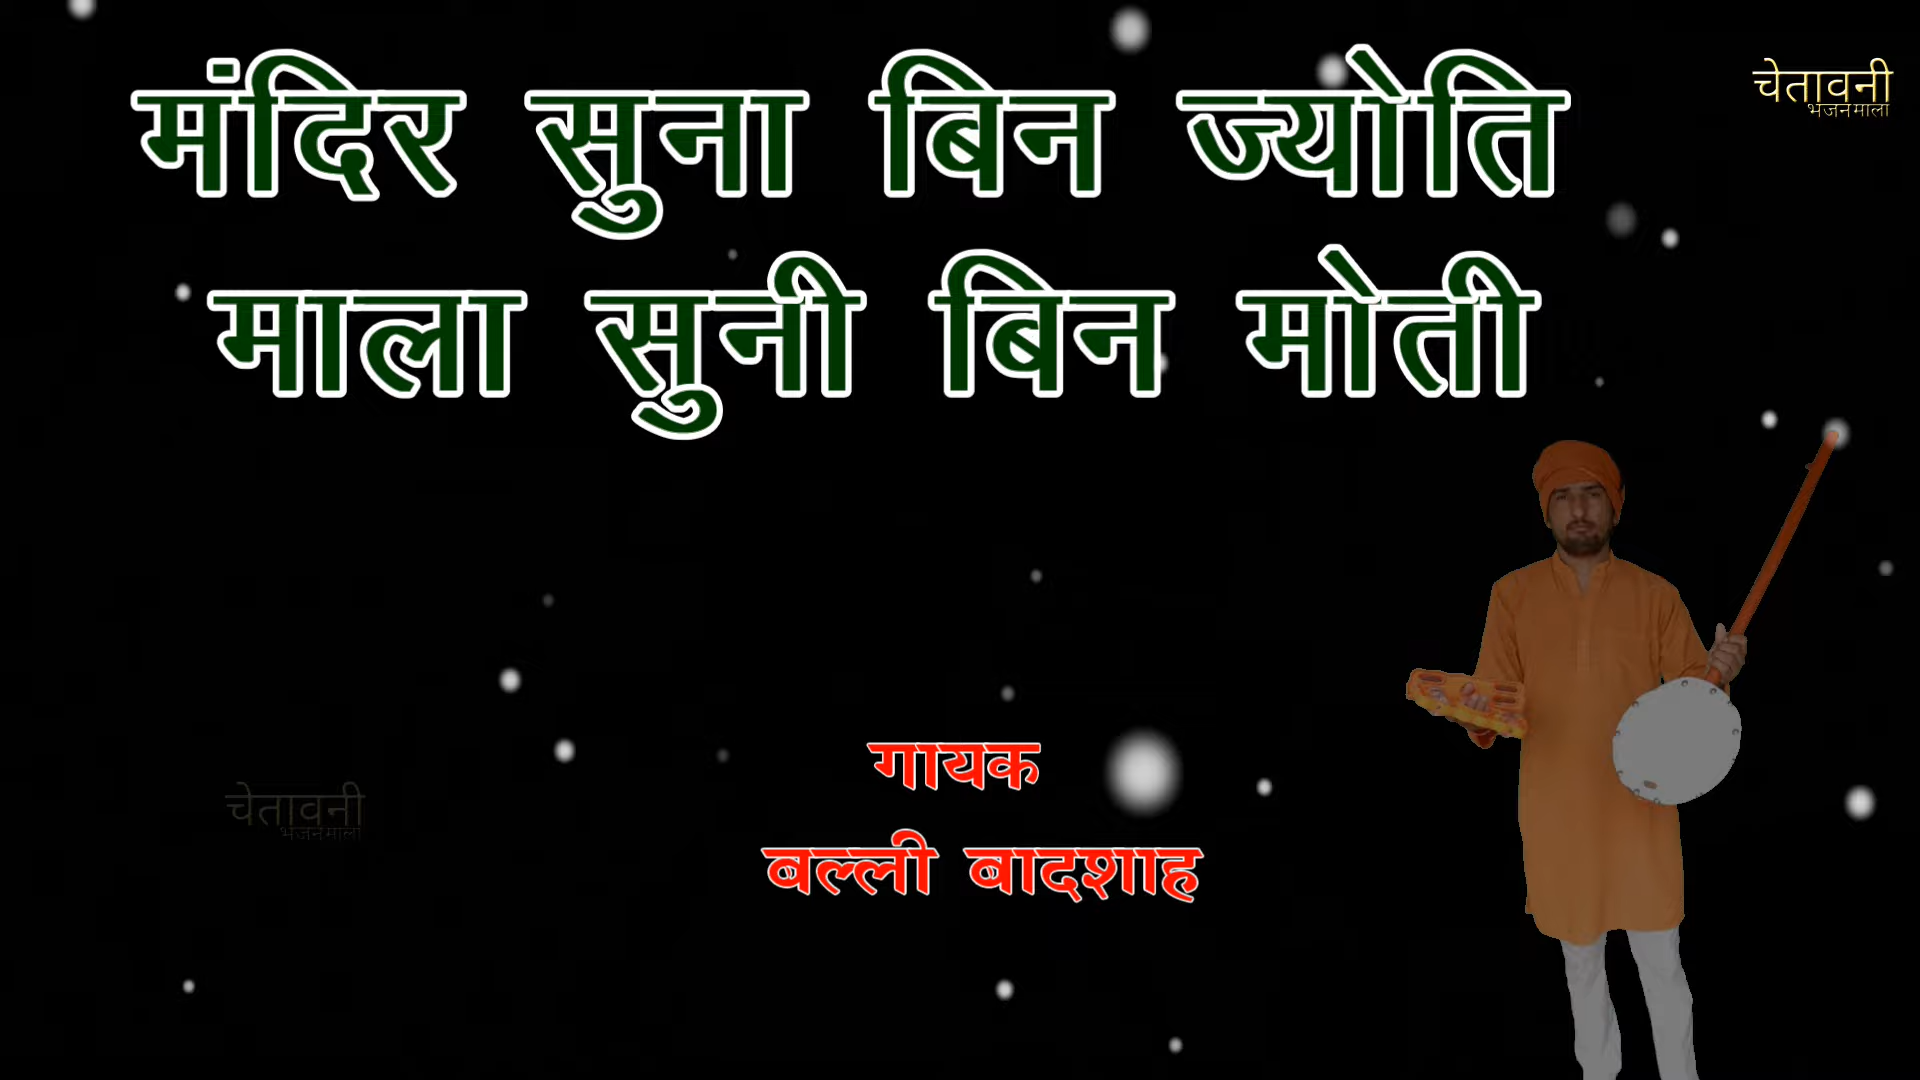 मंदिर सुना बिन ज्योति
माला सुनी बिन मोती
चेतावनी
भजनमाला
गायक
बल्ली बादशाह
चेतावनी
भजनमाला